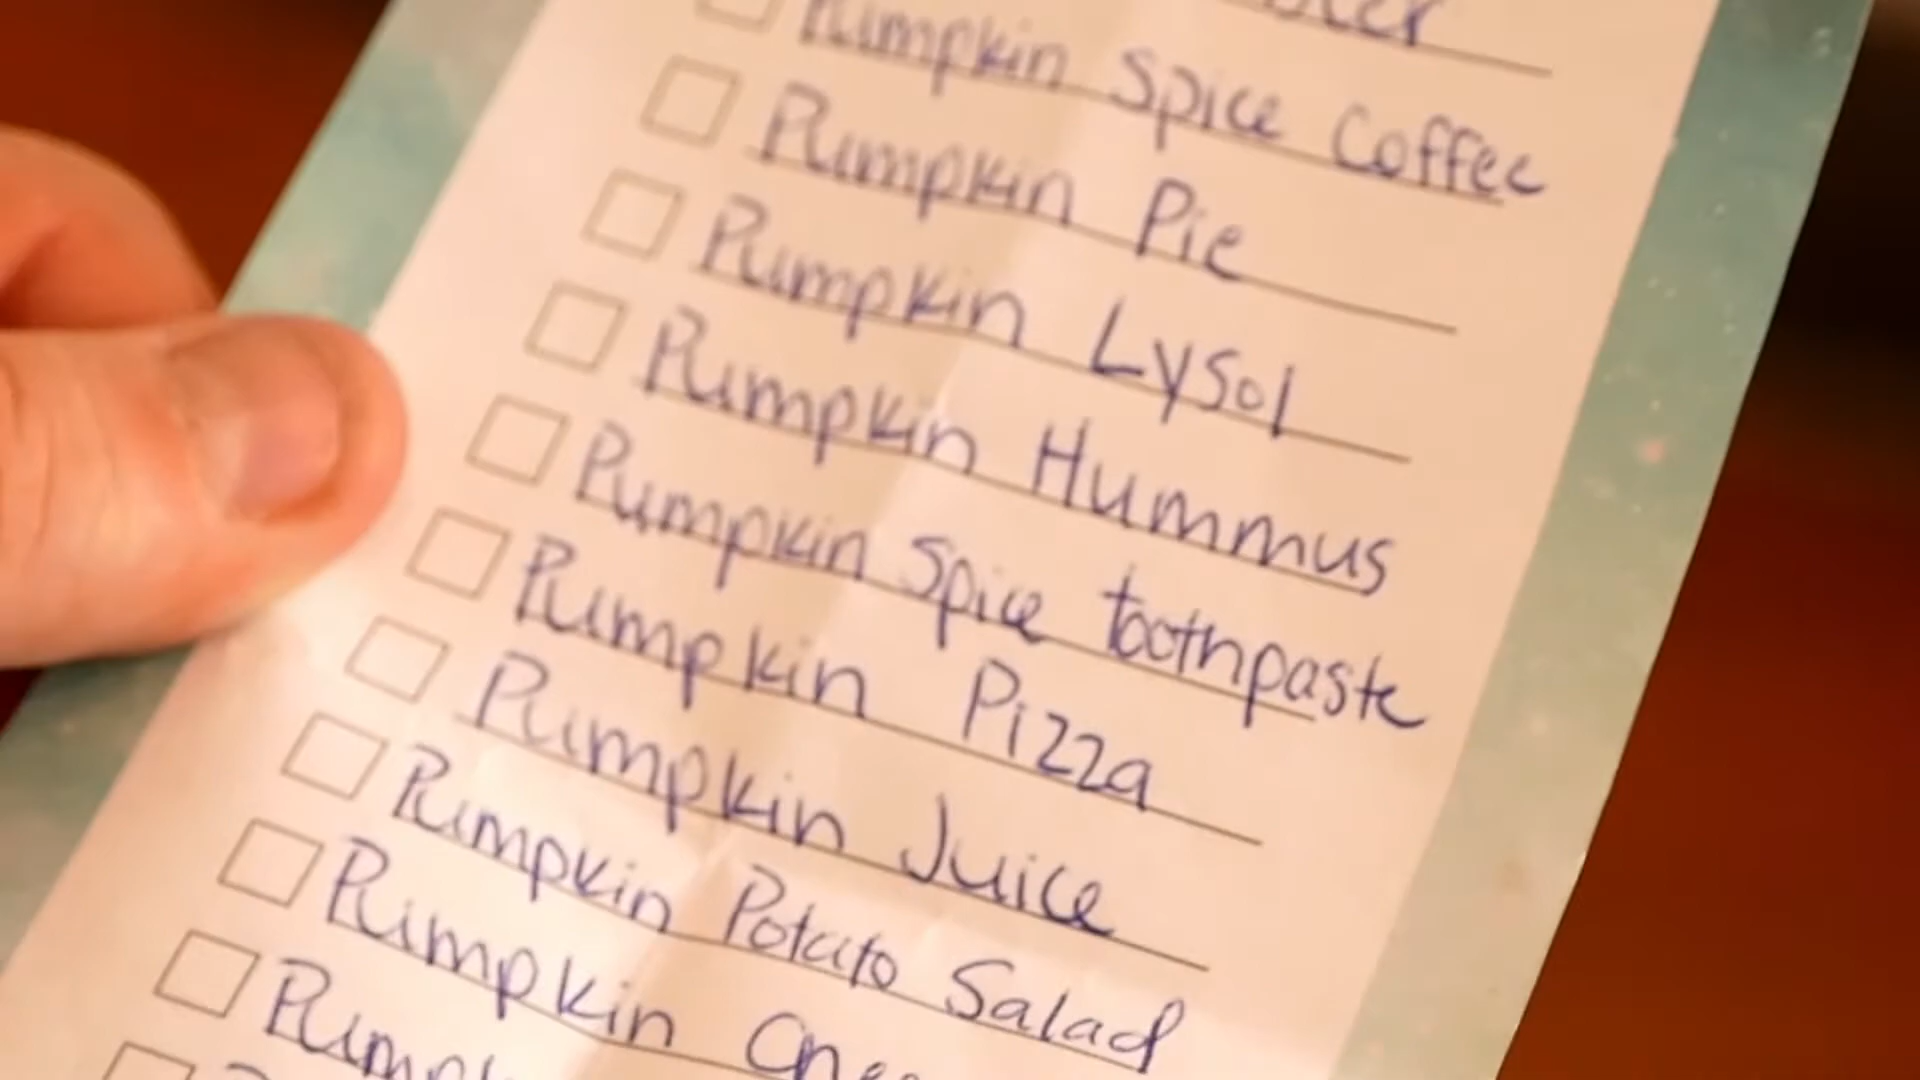 Pumpkin Spice Coffee
Pumpkin Pie
Pumpkin Lysol
Pumpkin Hummus
Pumpkin Spice toothpaste
Pumpkin Pizza
Pumpkin Juice
Pumpkin Potato Salad
Pumpkin